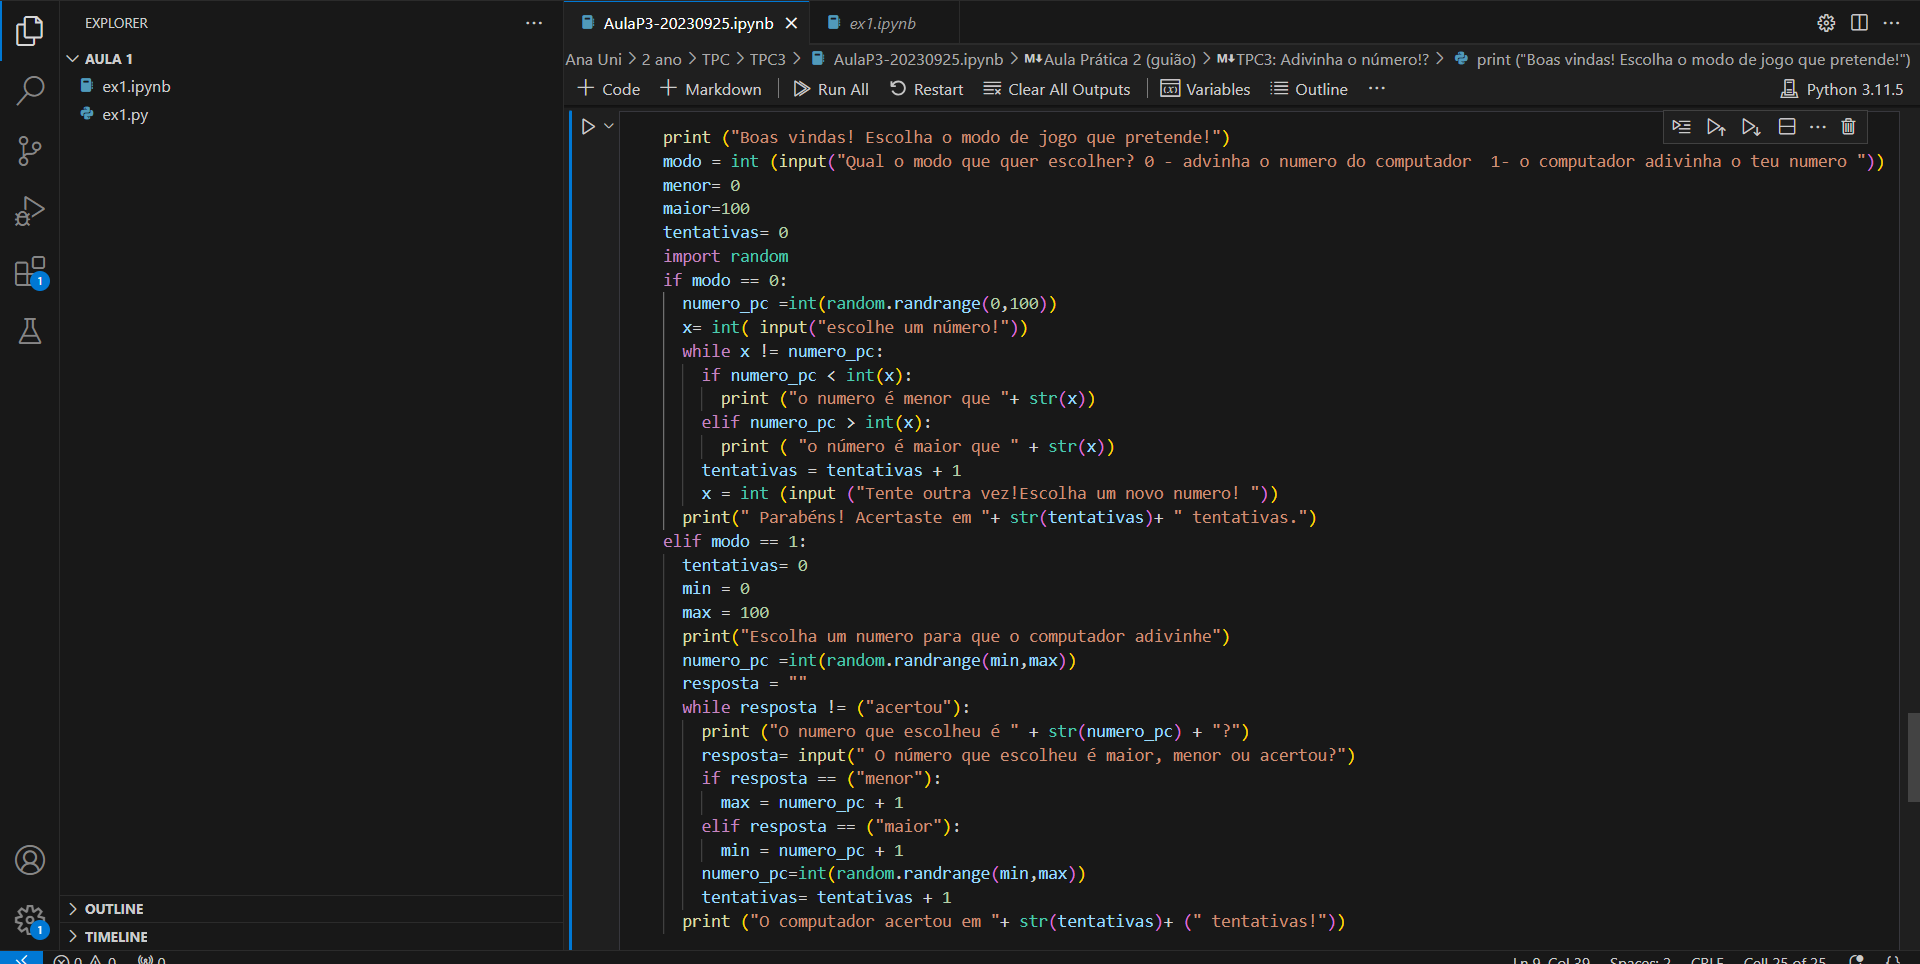 EXPLORER
AULA 1
ex1.ipynb
ex1.py
OUTLINE
TIMELINE
AulaP3-20230925.ipynb
ex1.ipynb
Ana Uni > 2 ano > TPC > TPC3 > AulaP3-20230925.ipynb > M↓Aula Prática 2 (guião) > M↓TPC3: Adivinha o número!? > print ("Boas vindas! Escolha o modo de jogo que pretende!")
+ Code + Markdown Run All Restart Clear All Outputs Variables Outline ... Python 3.11.5
print ("Boas vindas! Escolha o modo de jogo que pretende!")
modo = int (input("Qual o modo que quer escolher? 0 - advinha o numero do computador  1- o computador adivinha o teu numero "))
menor= 0
maior=100
tentativas= 0
import random
if modo == 0:
  numero_pc =int(random.randrange(0,100))
  x= int( input("escolhe um número!"))
  while x != numero_pc:
    if numero_pc < int(x):
      print ("o numero é menor que "+ str(x))
    elif numero_pc > int(x):
      print ( "o número é maior que " + str(x))
    tentativas = tentativas + 1
    x = int (input ("Tente outra vez!Escolha um novo numero! "))
  print(" Parabéns! Acertaste em "+ str(tentativas)+ " tentativas.")
elif modo == 1:
  tentativas= 0
  min = 0
  max = 100
  print("Escolha um numero para que o computador adivinhe")
  numero_pc =int(random.randrange(min,max))
  resposta = ""
  while resposta != ("acertou"):
    print ("O numero que escolheu é " + str(numero_pc) + "?")
    resposta= input(" O número que escolheu é maior, menor ou acertou?")
    if resposta == ("menor"):
      max = numero_pc + 1
    elif resposta == ("maior"):
      min = numero_pc + 1
    numero_pc=int(random.randrange(min,max))
    tentativas= tentativas + 1
  print ("O computador acertou em "+ str(tentativas)+ (" tentativas!"))
0 0 0 Ln 9, Col 39 Spaces: 2 CRLF Cell 25 of 25